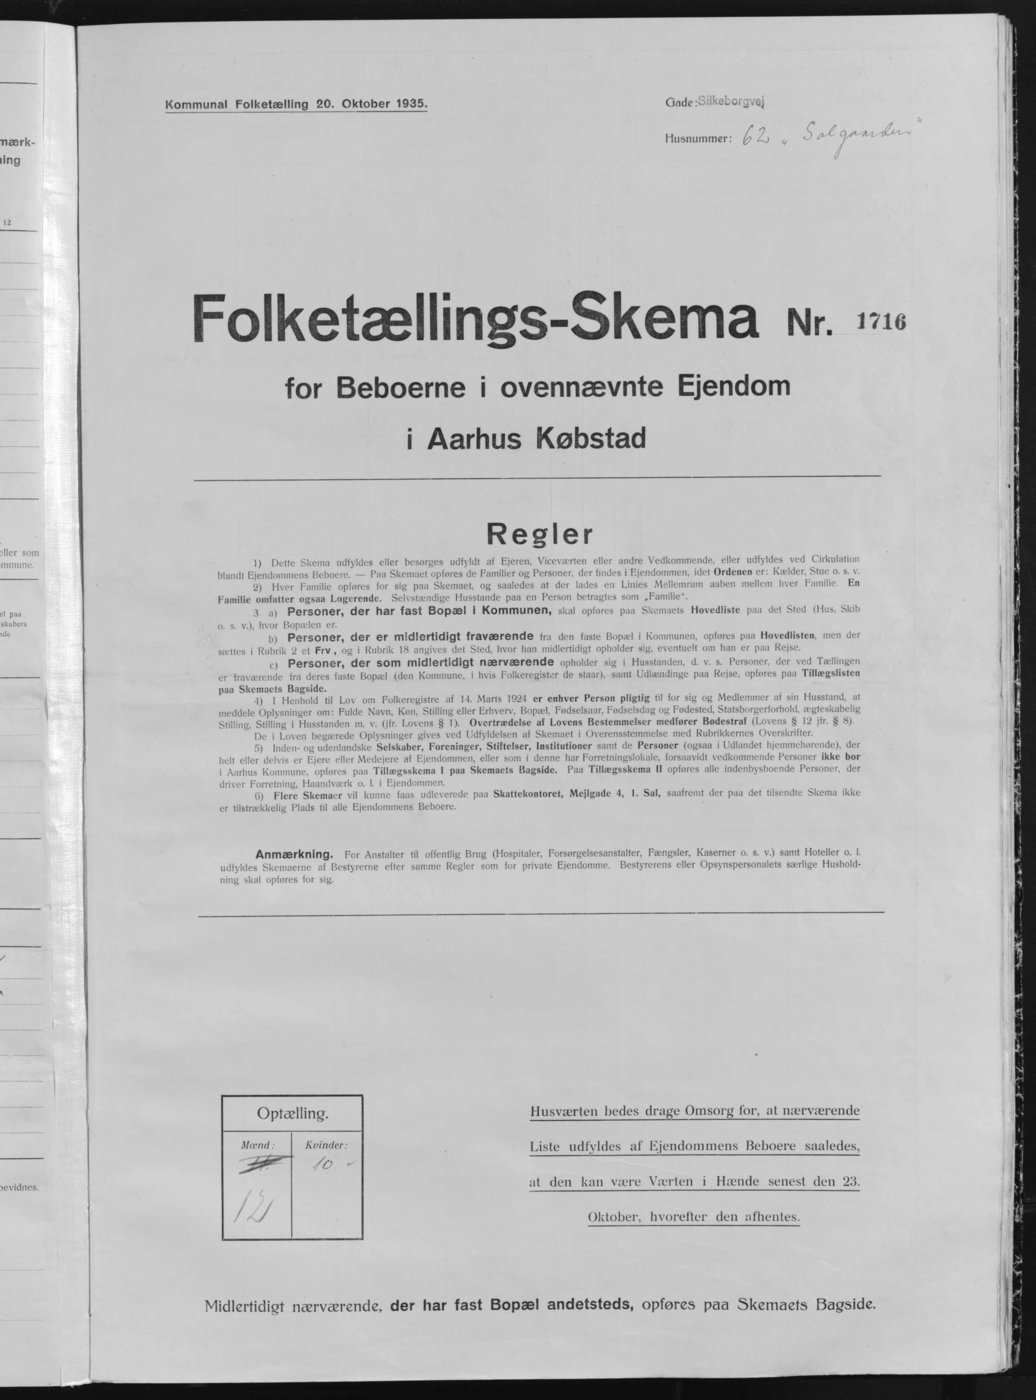 mærk-
ning
12
eller som
ommune.
el paa
skabers
nde
bevidnes.
Kommunal Folketælling 20. Oktober 1935.
Gade: Silkeborgvej
Husnummer: 62 „Solgaarden"
Folketællings-Skema Nr. 1716
for Beboerne i ovennævnte Ejendom
i Aarhus Købstad
Regler
1) Dette Skema udfyldes eller besørges udfyldt af Ejeren, Viceværten eller andre Vedkommende, eller udfyldes ved Cirkulation
blandt Ejendommens Beboere. — Paa Skemaet opføres de Familier og Personer, der findes i Ejendommen, idet Ordenen er: Kælder, Stue o. s. v.
2) Hver Familie opføres for sig paa Skemaet, og saaledes at der lades en Linies Mellemrum aaben mellem hver Familie. En
Familie omfatter ogsaa Logerende. Selvstændige Husstande paa en Person betragtes som „Familie“.
3 a) Personer, der har fast Bopæl i Kommunen, skal opføres paa Skemaets Hovedliste paa det Sted (Hus, Skib
o. s. v.), hvor Bopælen er.
b) Personer, der er midlertidigt fraværende fra den faste Bopæl i Kommunen, opføres paa Hovedlisten, men der
sættes i Rubrik 2 et Frv., og i Rubrik 18 angives det Sted, hvor han midlertidigt opholder sig, eventuelt om han er paa Rejse.
c) Personer, der som midlertidigt nærværende opholder sig i Husstanden, d. v. s. Personer, der ved Tællingen
er fraværende fra deres faste Bopæl (den Kommune, i hvis Folkeregister de staar), samt Udlændinge paa Rejse, opføres paa Tillægslisten
paa Skemaets Bagside.
4) I Henhold til Lov om Folkeregistre af 14. Marts 1924 er enhver Person pligtig til for sig og Medlemmer af sin Husstand, at
meddele Oplysninger om: Fulde Navn, Køn, Stilling eller Erhverv, Bopæl, Fødselsaar, Fødselsdag og Fødested, Statsborgerforhold, ægteskabelig
Stilling, Stilling i Husstanden m. v. (jfr. Lovens § 1). Overtrædelse af Lovens Bestemmelser medfører Bødestraf (Lovens § 12 jfr. § 8).
De i Loven begærede Oplysninger gives ved Udfyldelsen af Skemaet i Overensstemmelse med Rubrikkernes Overskrifter.
5) Inden- og udenlandske Selskaber, Foreninger, Stiftelser, Institutioner samt de Personer (ogsaa i Udlandet hjemmehørende), der
helt eller delvis er Ejere eller Medejere af Ejendommen, eller som i denne har Forretningslokale, forsaavidt vedkommende Personer ikke bor
i Aarhus Kommune, opføres paa Tillægsskema I paa Skemaets Bagside. Paa Tillægsskema II opføres alle indenbysboende Personer, der
driver Forretning, Haandværk o. l. i Ejendommen.
6) Flere Skemaer vil kunne faas udleverede paa Skattekontoret, Mejlgade 4, 1. Sal, saafremt der paa det tilsendte Skema ikke
er tilstrækkelig Plads til alle Ejendommens Beboere.
Anmærkning. For Anstalter til offentlig Brug (Hospitaler, Forsørgelsesanstalter, Fængsler, Kaserner o. s. v.) samt Hoteller o. l.
udfyldes Skemaerne af Bestyrerne efter samme Regler som for private Ejendomme. Bestyrerens eller Opsynspersonalets særlige Hushold-
ning skal opføres for sig.
Optælling.
Mænd: Kvinder:
10
12
Husværten bedes drage Omsorg for, at nærværende
Liste udfyldes af Ejendommens Beboere saaledes,
at den kan være Værten i Hænde senest den 23.
Oktober, hvorefter den afhentes.
Midlertidigt nærværende, der har fast Bopæl andetsteds, opføres paa Skemaets Bagside.